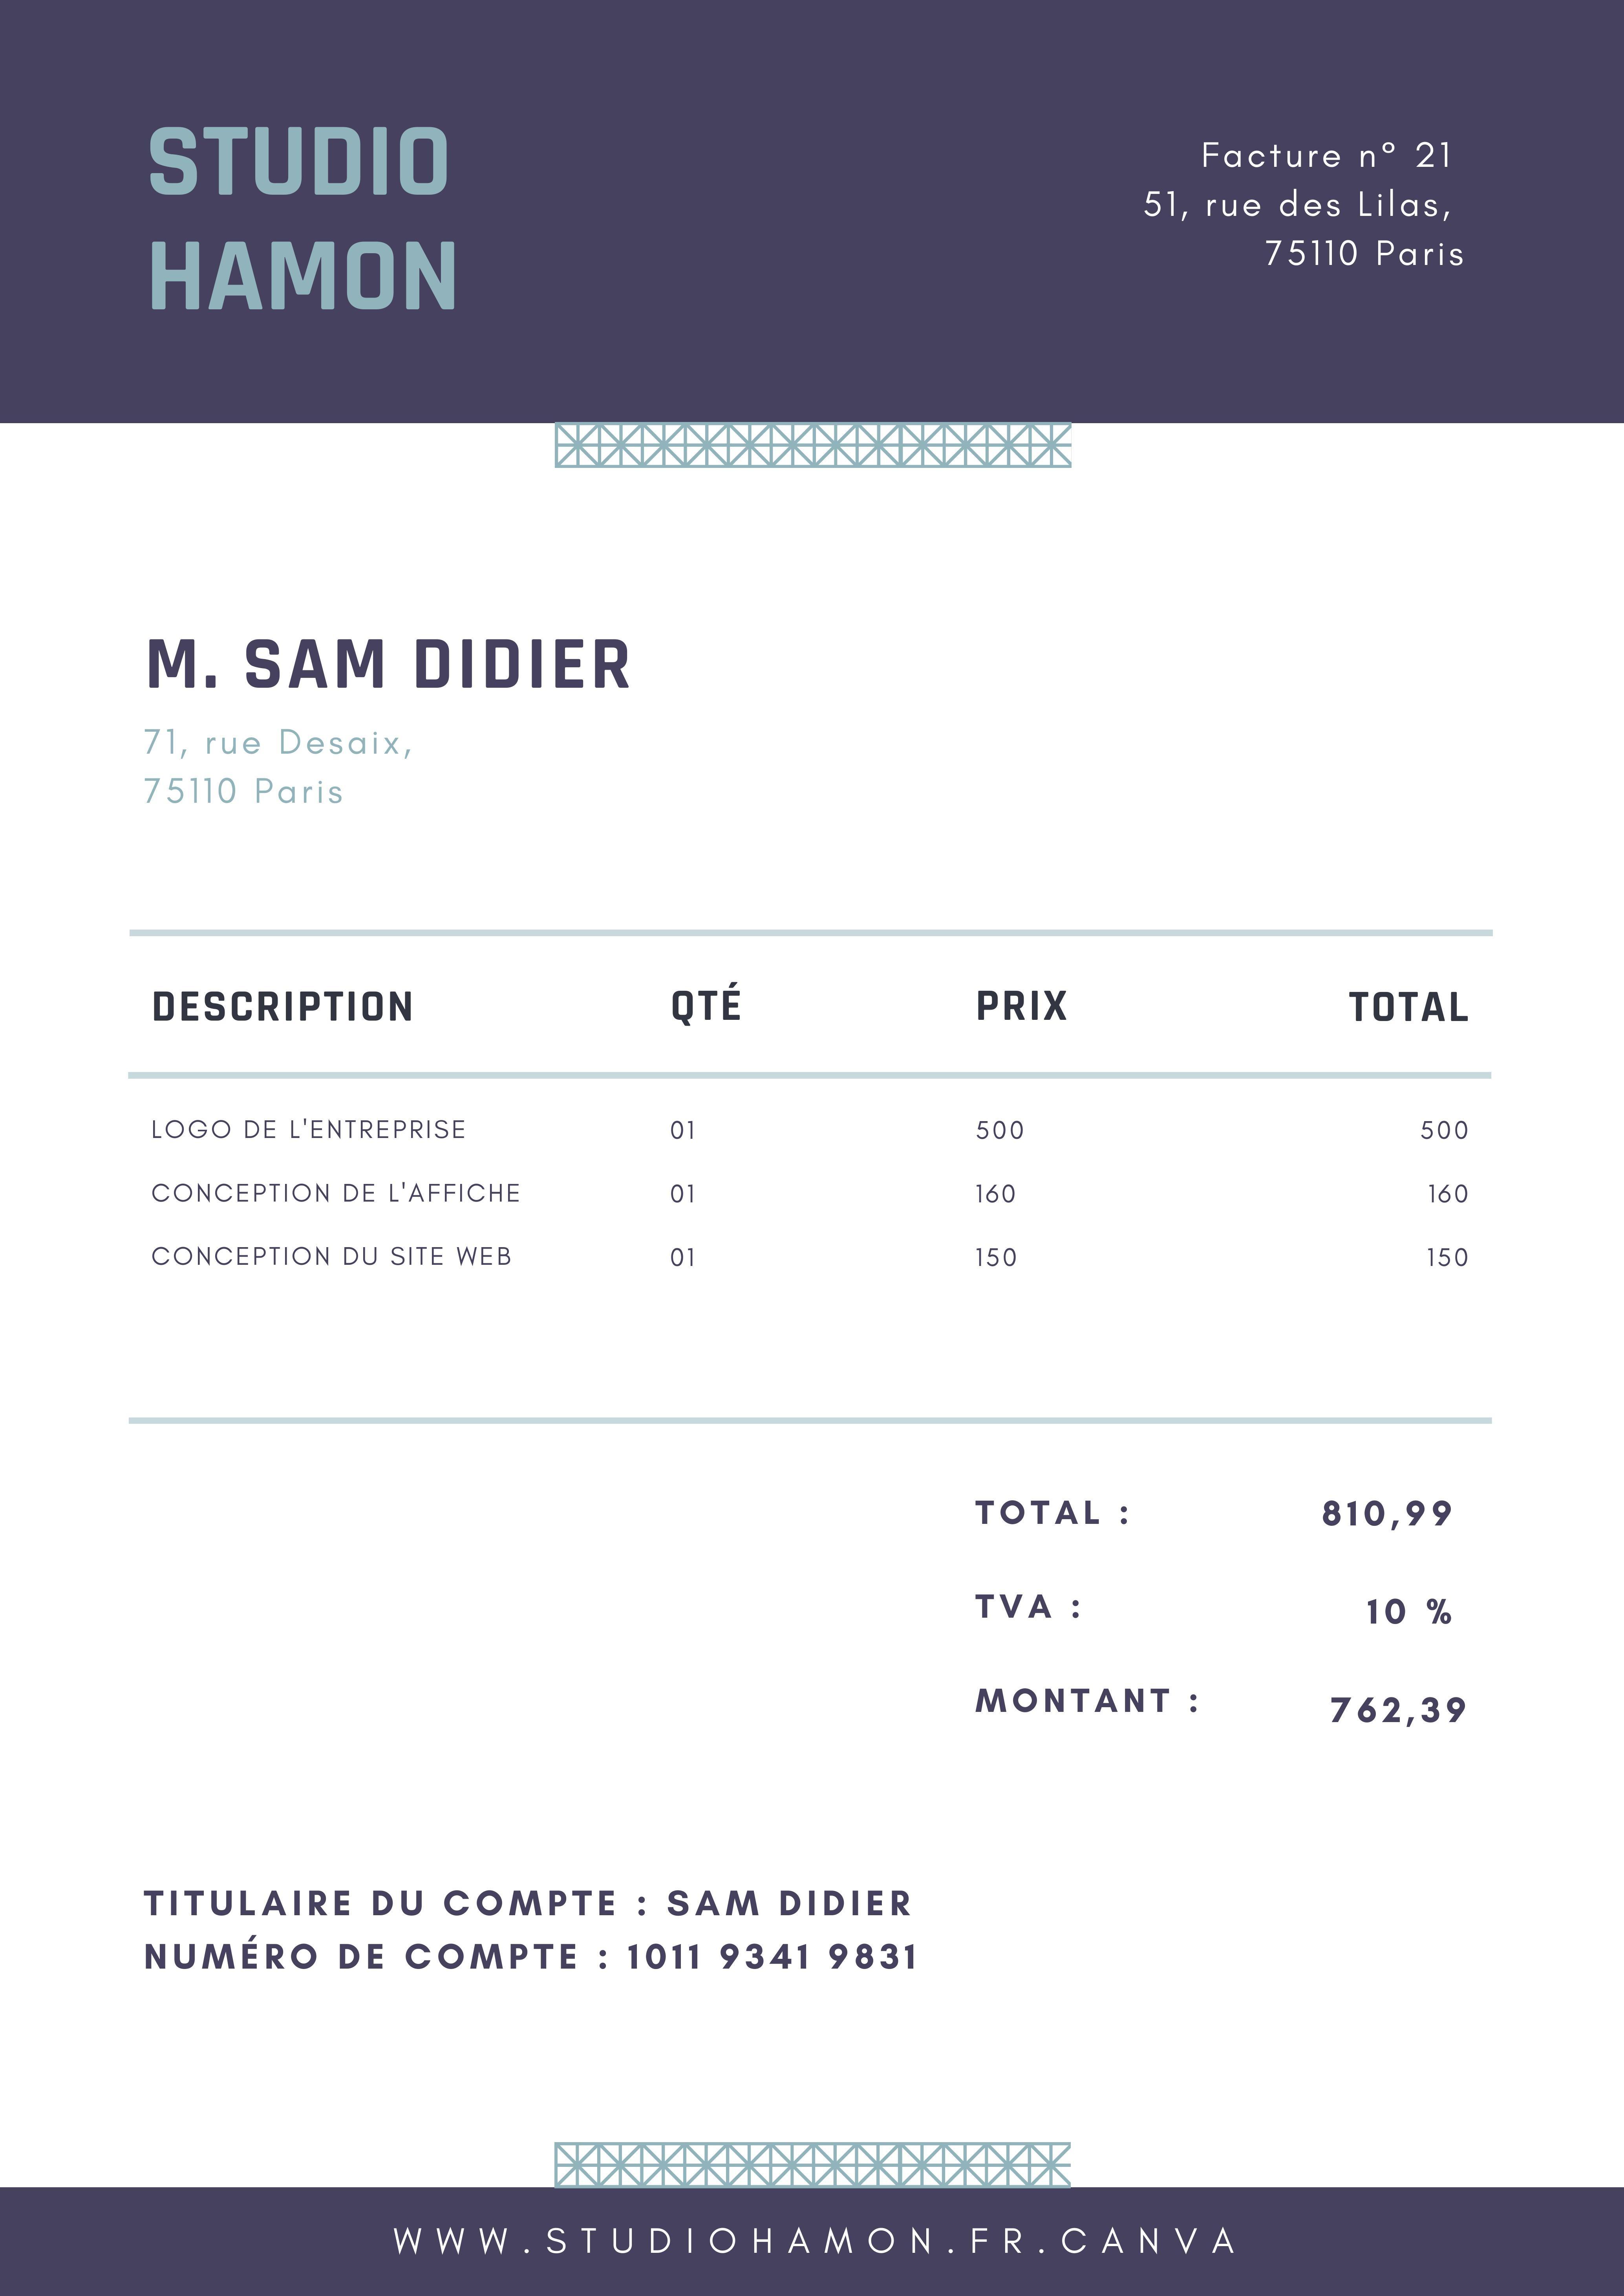 STUDIO
HAMON
Facture n° 21
51, rue des Lilas,
75110 Paris
M. SAM DIDIER
71, rue Desaix,
75110 Paris
DESCRIPTION QTÉ PRIX TOTAL
LOGO DE L'ENTREPRISE 01 500 500
CONCEPTION DE L'AFFICHE 01 160 160
CONCEPTION DU SITE WEB 01 150 150
TOTAL : 810,99
TVA : 10 %
MONTANT : 762,39
TITULAIRE DU COMPTE : SAM DIDIER
NUMÉRO DE COMPTE : 1011 9341 9831
WWW.STUDIOHAMON.FR.CANVA